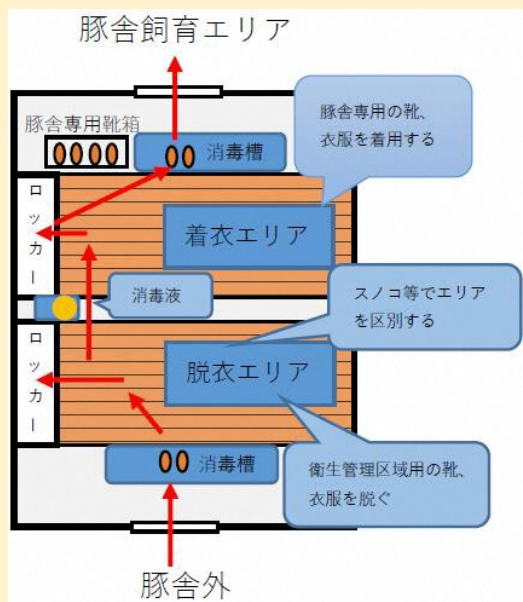 豚舎飼育エリア
豚舎専用の靴、
衣服を着用する
豚舎専用靴箱
消毒槽
ロッカー
着衣エリア
消毒液
スノコ等でエリア
を区別する
ロッカー
脱衣エリア
消毒槽
衛生管理区域用の靴、
衣服を脱ぐ
豚舎外